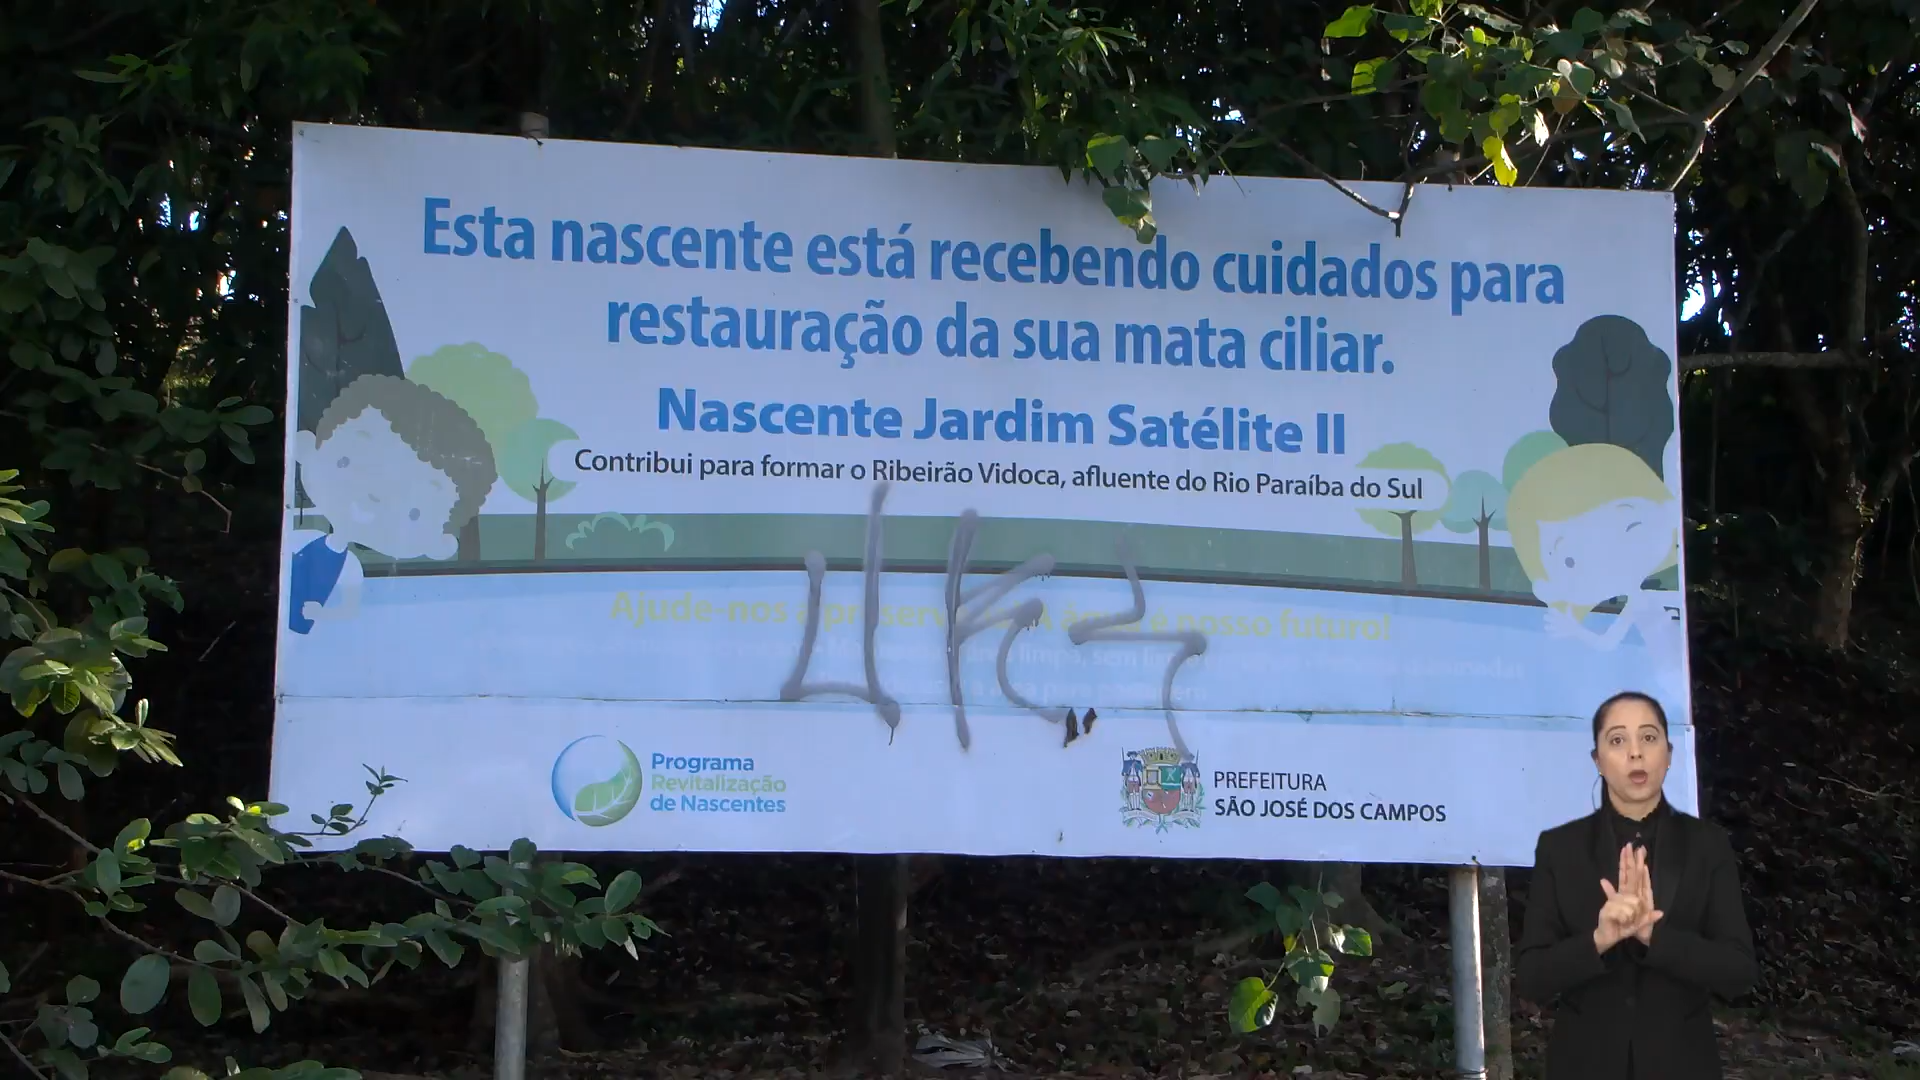 Esta nascente está recebendo cuidados para
restauração da sua mata ciliar.
Nascente Jardim Satélite II
Contribui para formar o Ribeirão Vidoca, afluente do Rio Paraíba do Sul
Ajude-nos a preservar. A água é nosso futuro!
limpa, sem
Programa
Revitalização
de Nascentes
PREFEITURA
SÃO JOSÉ DOS CAMPOS